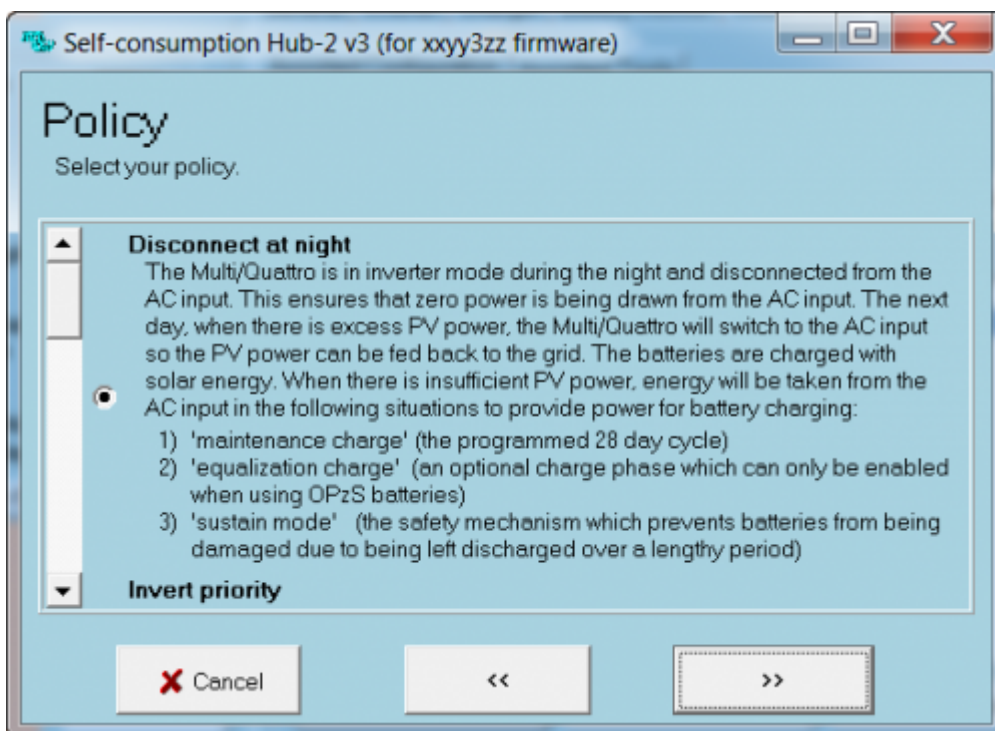 Self-consumption Hub-2 v3 (for xxyy3zz firmware)
Policy
Select your policy.
Disconnect at night
The Multi/Quattro is in inverter mode during the night and disconnected from the
AC input. This ensures that zero power is being drawn from the AC input. The next
day, when there is excess PV power, the Multi/Quattro will switch to the AC input
so the PV power can be fed back to the grid. The batteries are charged with
solar energy. When there is insufficient PV power, energy will be taken from the
AC input in the following situations to provide power for battery charging:
1) 'maintenance charge' (the programmed 28 day cycle)
2) 'equalization charge' (an optional charge phase which can only be enabled
when using OPzS batteries)
3) 'sustain mode' (the safety mechanism which prevents batteries from being
damaged due to being left discharged over a lengthy period)
Invert priority
Cancel
<<
>>